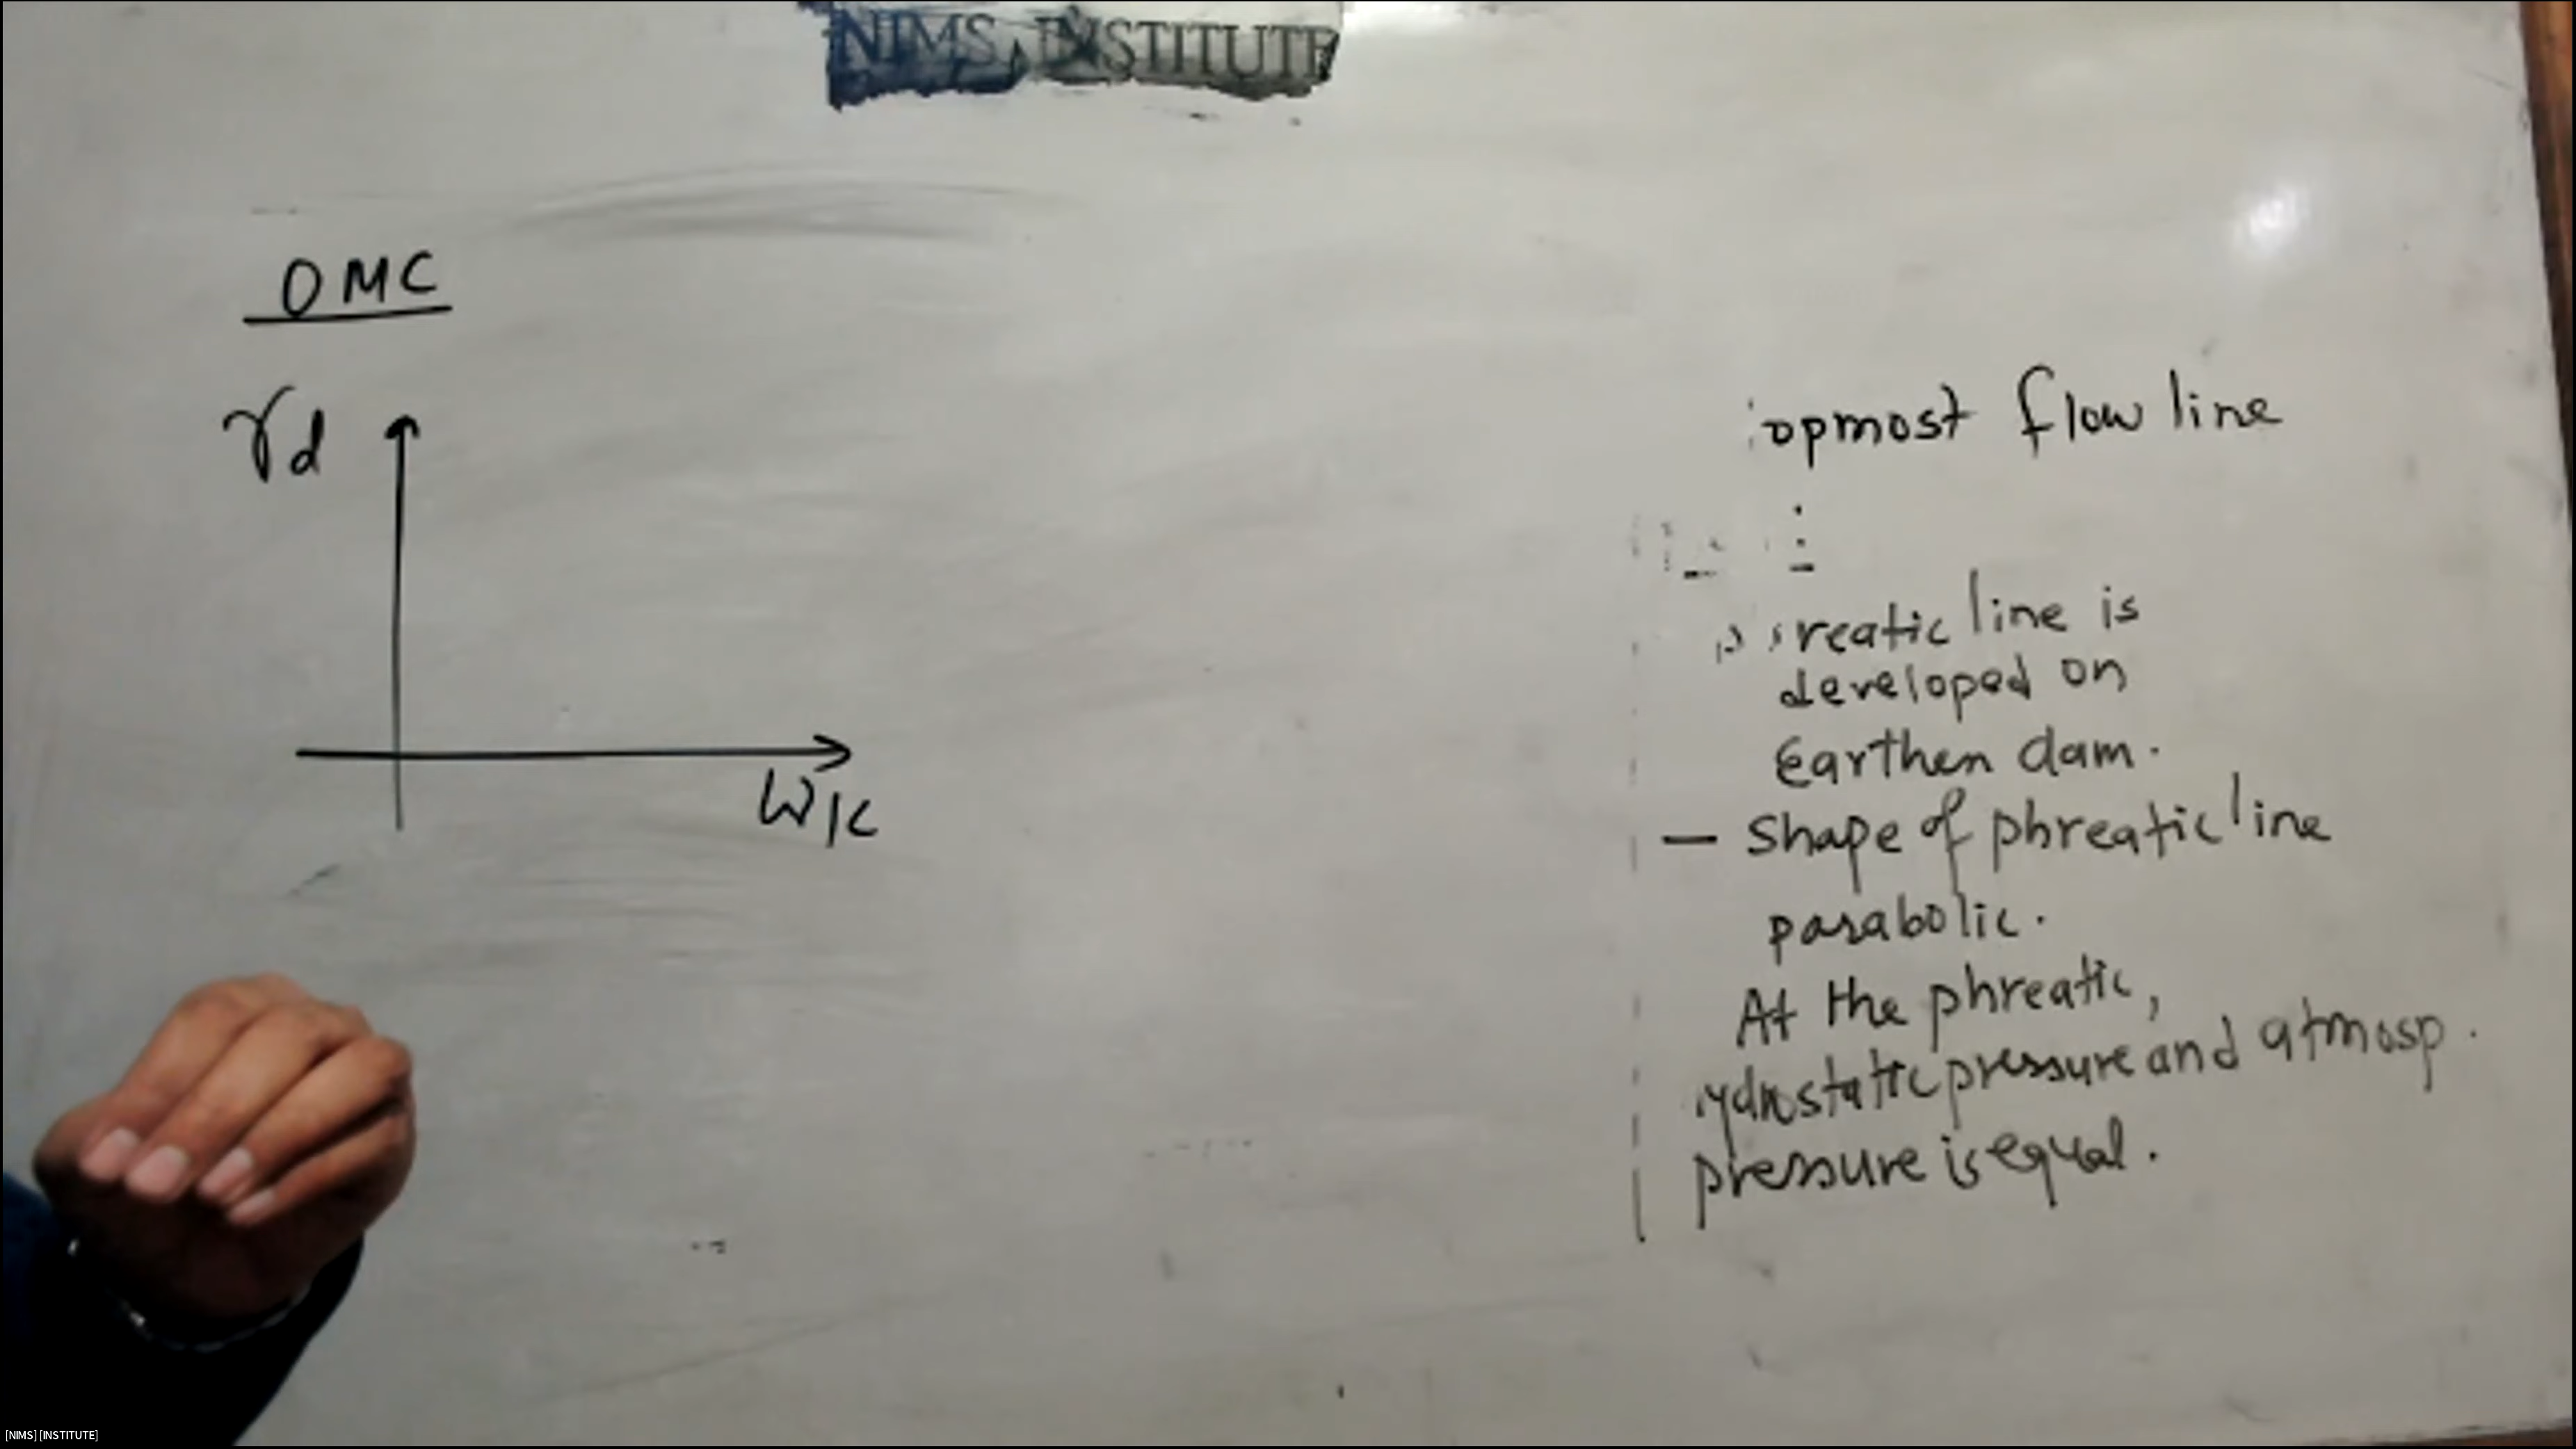 NIMS INSTITUTE
OMC
γd
W/c
opmost flow line
reatic line is
developed on
Earthen dam.
— Shape of phreatic line
parabolic.
At the phreatic,
ydrostatic pressure and atmosp.
pressure is equal.
[NIMS] [INSTITUTE]